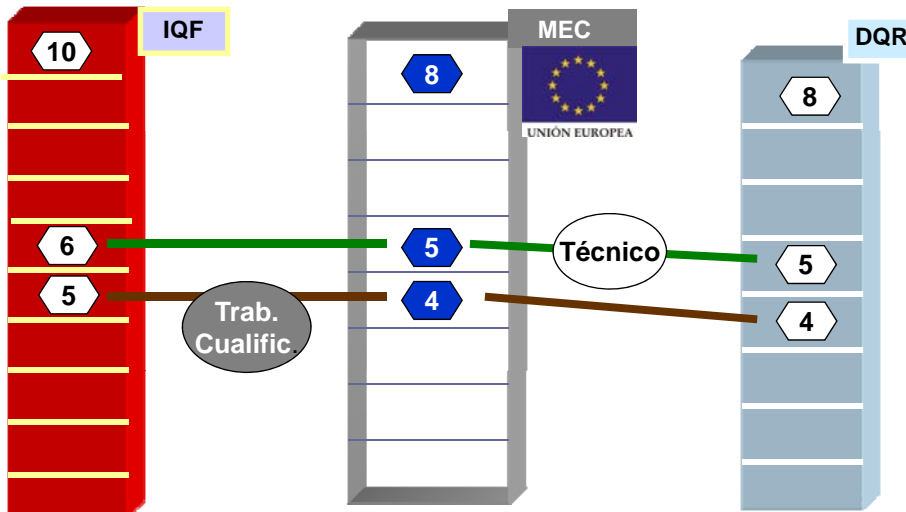 IQF
MEC
DQR
10
8
8
UNIÓN EUROPEA
6
5
Técnico
5
5
4
4
Trab.
Cualific.